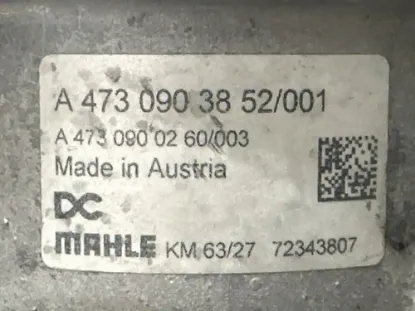 A 473 090 38 52/001
A 473 090 02 60/003
Made in Austria
DC
MAHLE KM 63/27 72343807